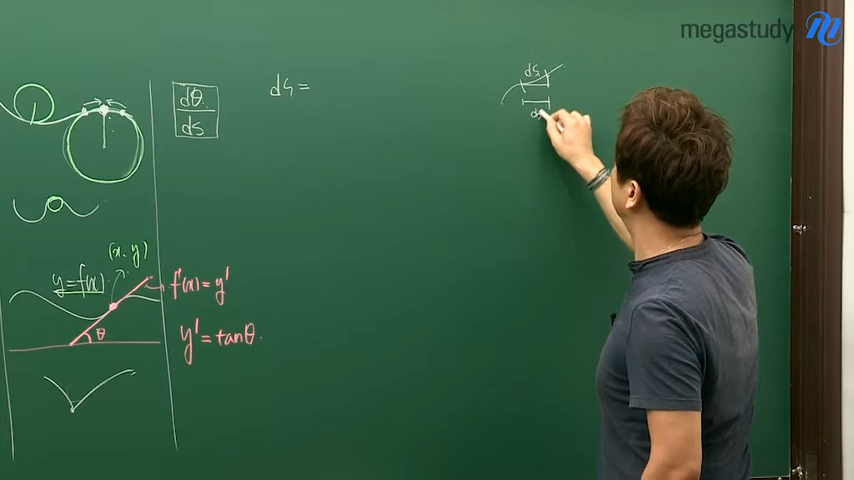 megastudy
dθ
ds
ds =
ds
(x, y)
y=f(x)
f'(x) = y'
θ
y' = tanθ